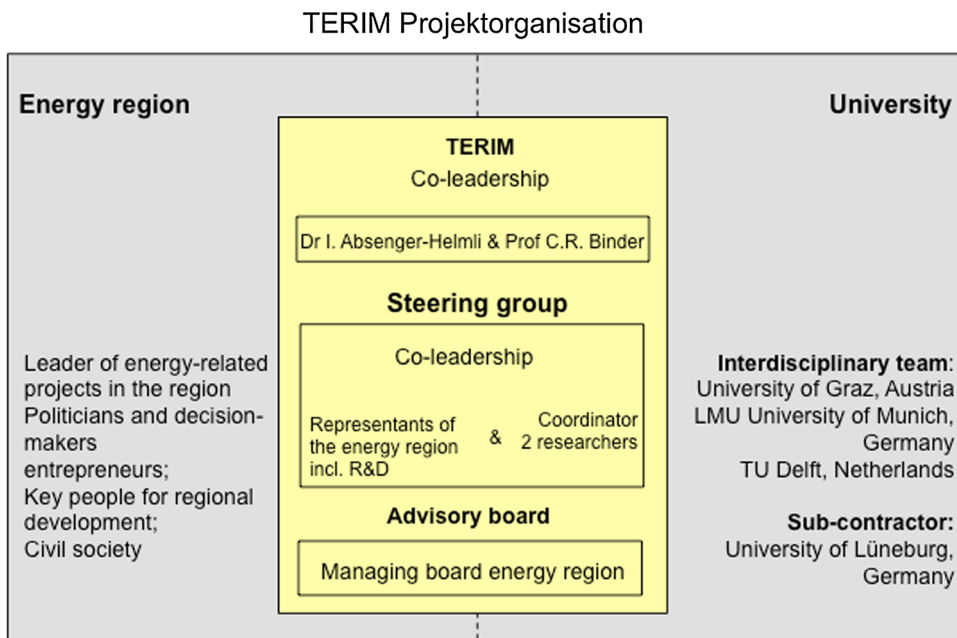 TERIM Projektorganisation
Energy region
University
TERIM
Co-leadership
Dr I. Absenger-Helmli & Prof C.R. Binder
Steering group
Co-leadership
Representants of
the energy region
incl. R&D
&
Coordinator
2 researchers
Advisory board
Managing board energy region
Leader of energy-related
projects in the region
Politicians and decision-
makers
entrepreneurs;
Key people for regional
development;
Civil society
Interdisciplinary team:
University of Graz, Austria
LMU University of Munich,
Germany
TU Delft, Netherlands
Sub-contractor:
University of Lüneburg,
Germany